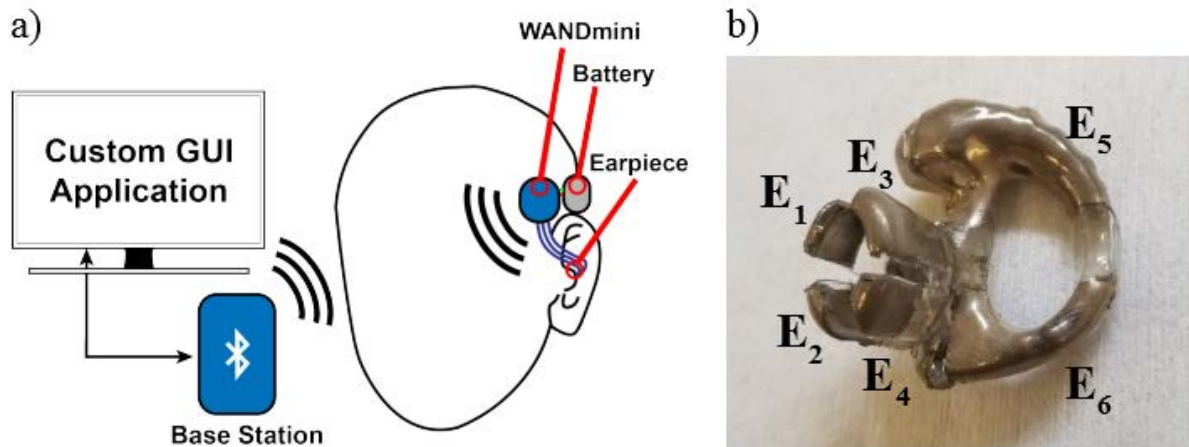 a)
WANDmini
Battery
Earpiece
Custom GUI
Application
Base Station
b)
E₁
E₃
E₅
E₂
E₄
E₆